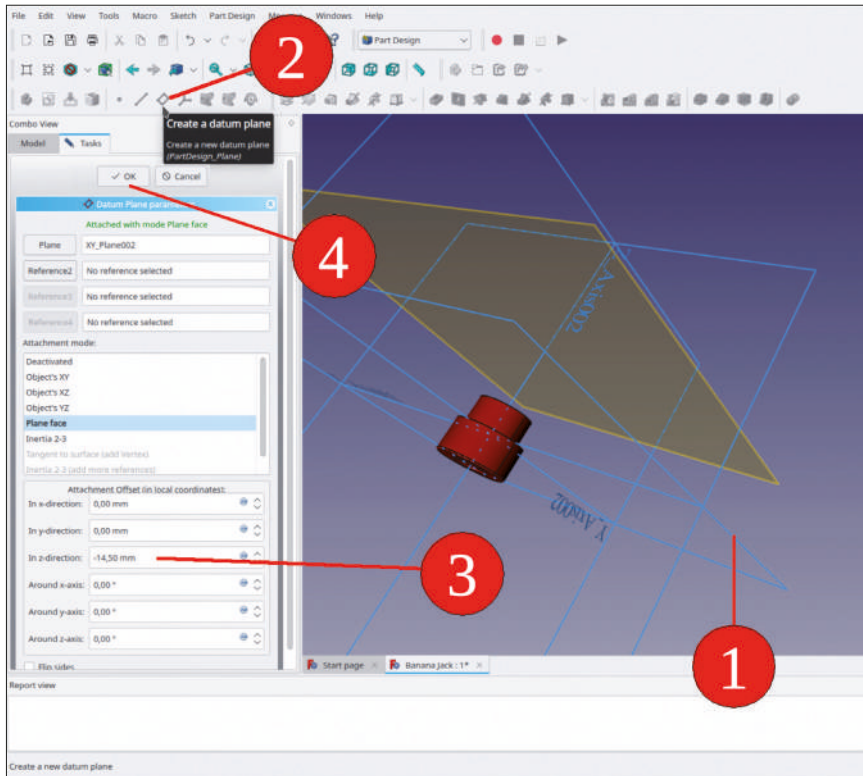 File Edit View Tools Macro Sketch Part Design Windows Help
Part Design
2
Create a datum plane
Create a new datum plane
(PartDesign_Plane)
Combo View
Model Tasks
OK Cancel
Datum Plane
Attached with mode Plane face
Plane XY_Plane002
Reference2 No reference selected
Reference3 No reference selected
Reference4 No reference selected
Attachment mode:
Deactivated
Object's XY
Object's XZ
Object's YZ
Plane face
Inertia 2-3
Tangent to surface (add Vertex)
Inertia 2-3 (add more references)
Attachment Offset (in local coordinates):
In x-direction: 0,00 mm
In y-direction: 0,00 mm
In z-direction: -14,50 mm
Around x-axis: 0,00 °
Around y-axis: 0,00 °
Around z-axis: 0,00 °
Flip sides
4
3
1
Axis002
Y_Axis002
Start page Banana Jack : 1*
Report view
Create a new datum plane